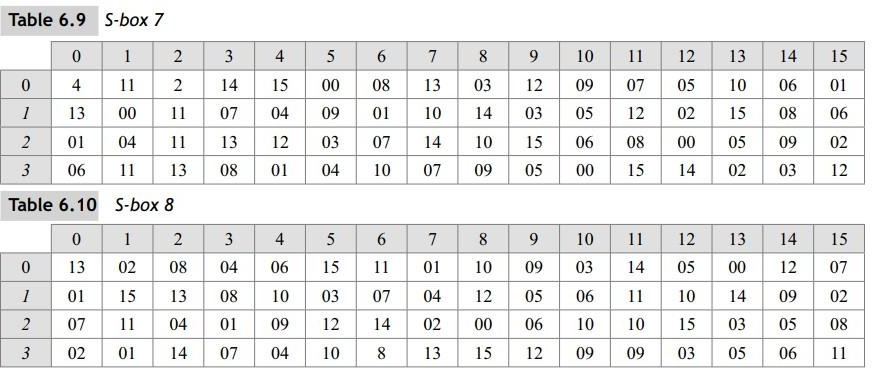 Table 6.9 S-box 7
0 1 2 3 4 5 6 7 8 9 10 11 12 13 14 15
0 4 11 2 14 15 00 08 13 03 12 09 07 05 10 06 01
1 13 00 11 07 04 09 01 10 14 03 05 12 02 15 08 06
2 01 04 11 13 12 03 07 14 10 15 06 08 00 05 09 02
3 06 11 13 08 01 04 10 07 09 05 00 15 14 02 03 12
Table 6.10 S-box 8
0 1 2 3 4 5 6 7 8 9 10 11 12 13 14 15
0 13 02 08 04 06 15 11 01 10 09 03 14 05 00 12 07
1 01 15 13 08 10 03 07 04 12 05 06 11 10 14 09 02
2 07 11 04 01 09 12 14 02 00 06 10 10 15 03 05 08
3 02 01 14 07 04 10 8 13 15 12 09 09 03 05 06 11